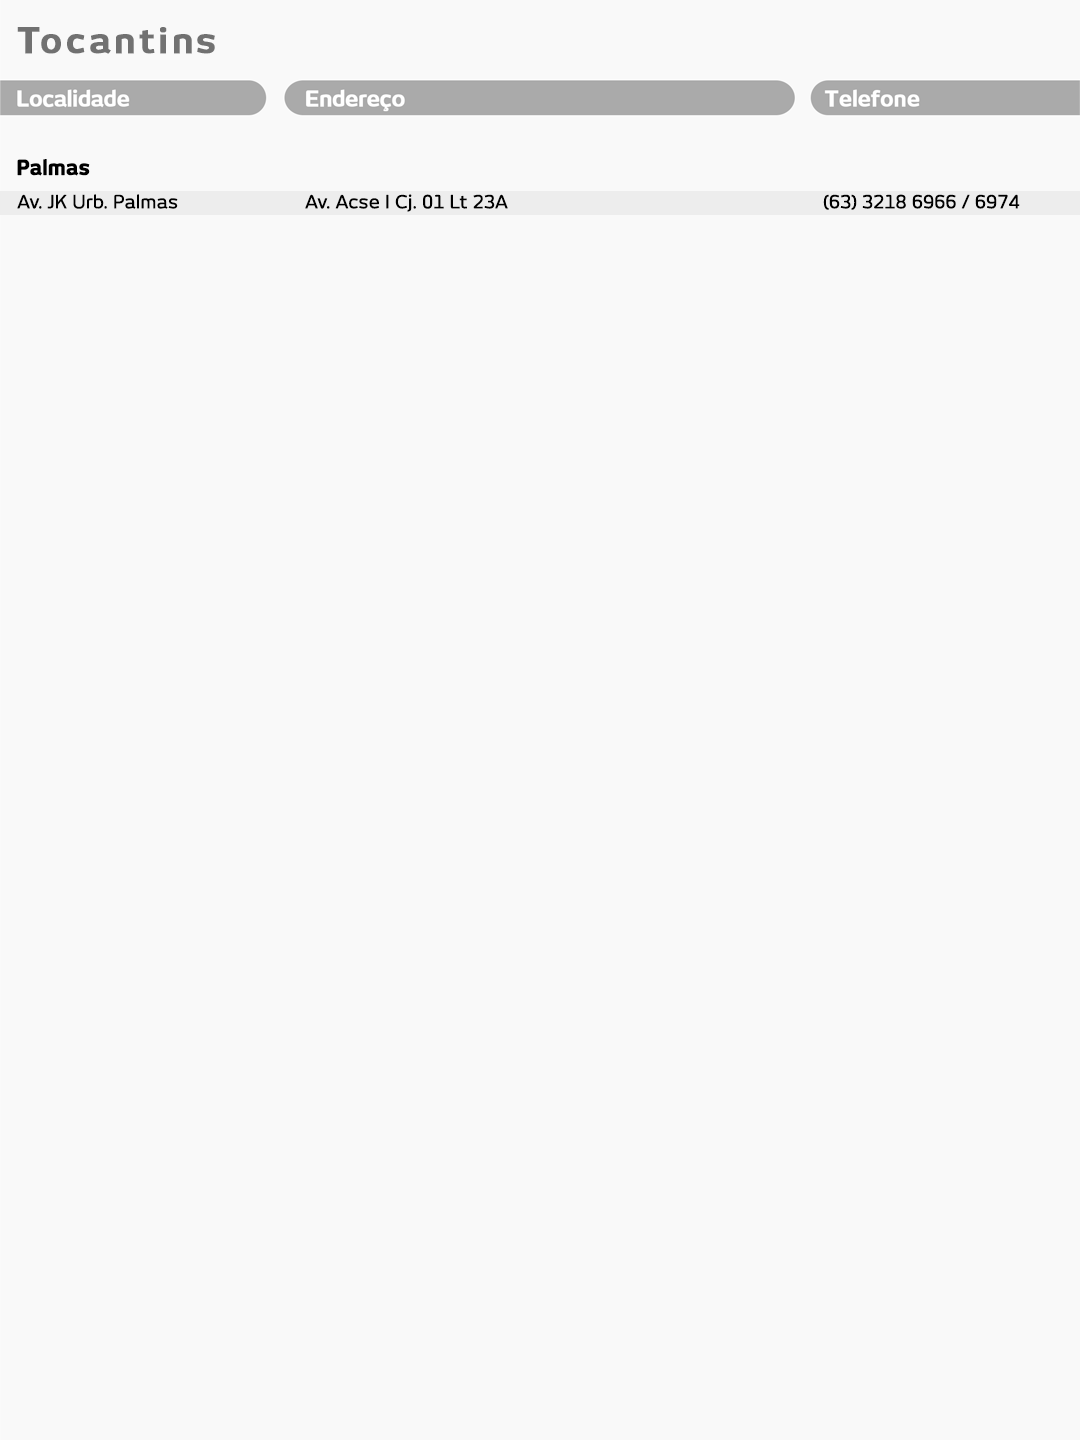 Tocantins
Localidade Endereço Telefone
Palmas
Av. JK Urb. Palmas Av. Acse I Cj. 01 Lt 23A (63) 3218 6966 / 6974